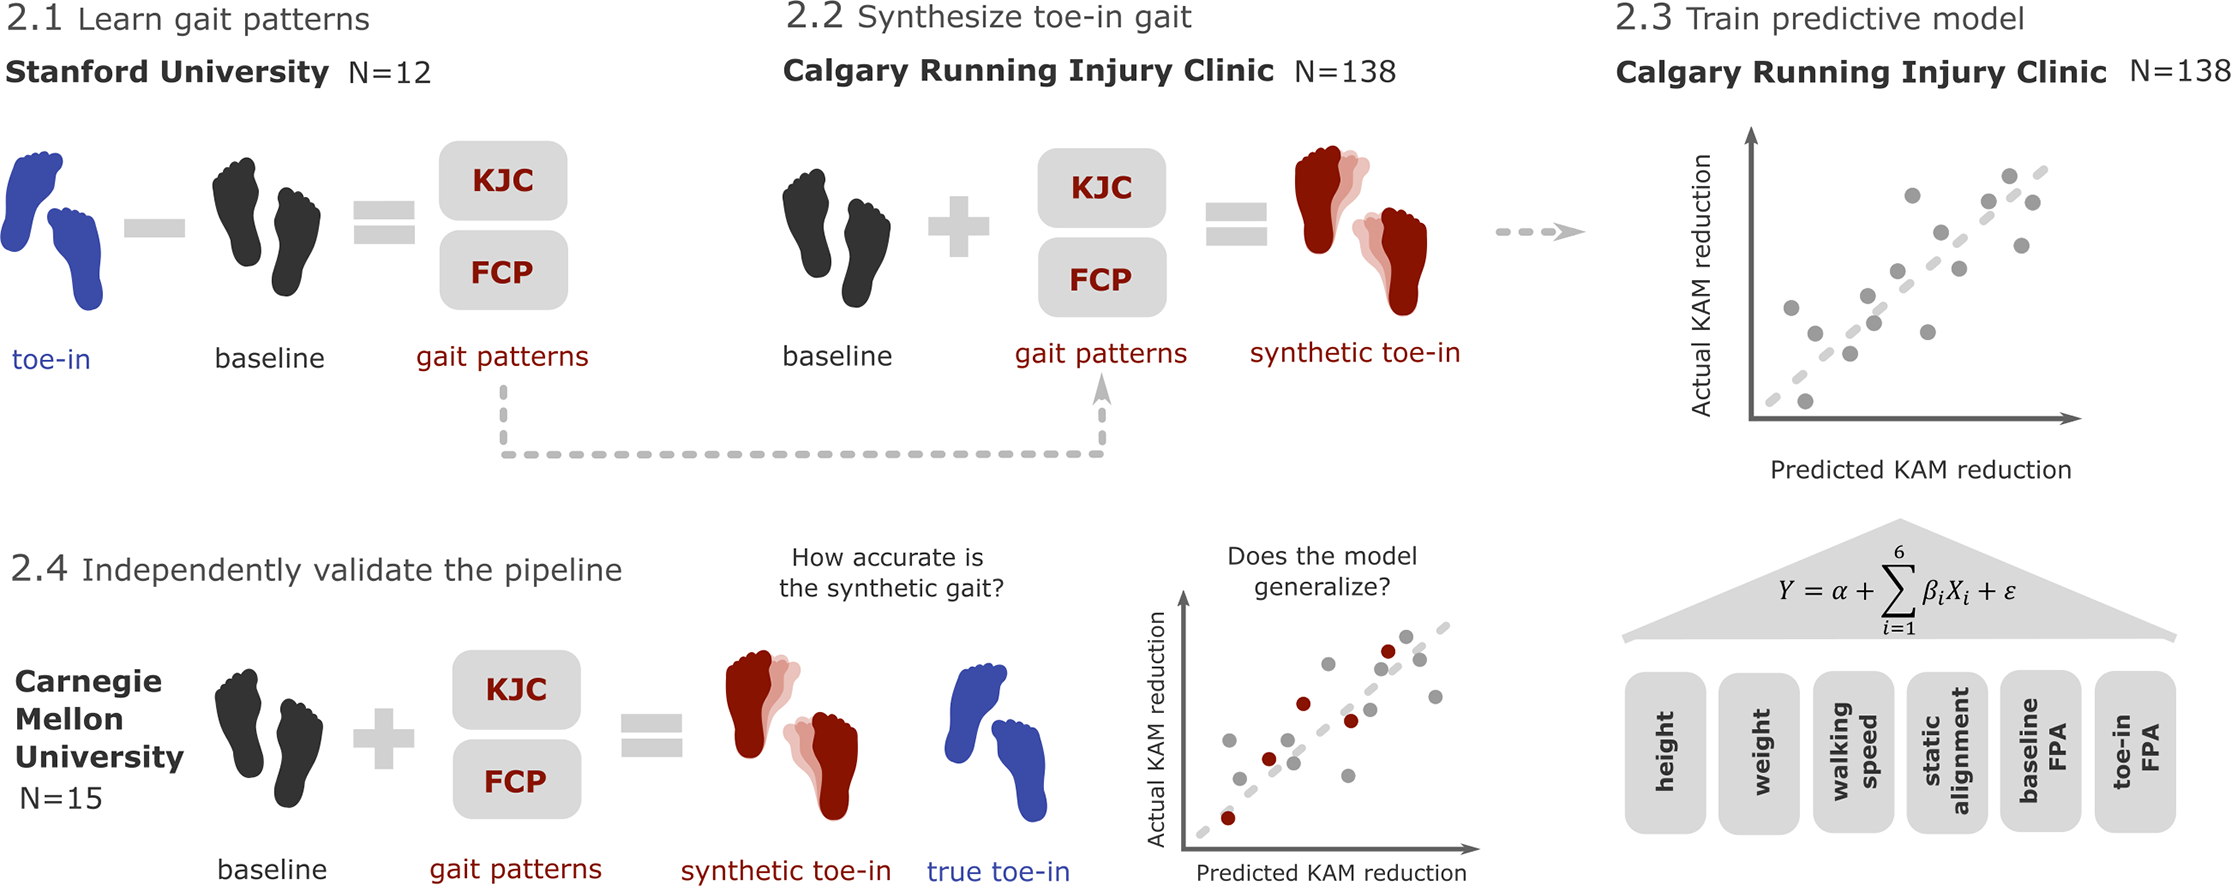 2.1 Learn gait patterns
Stanford University N=12
KJC
FCP
toe-in
baseline
gait patterns
2.2 Synthesize toe-in gait
Calgary Running Injury Clinic N=138
KJC
FCP
baseline
gait patterns
synthetic toe-in
2.3 Train predictive model
Calgary Running Injury Clinic N=138
Actual KAM reduction
Predicted KAM reduction
6
Y = α + ∑ βᵢXᵢ + ε
i=1
height
weight
walking
speed
static
alignment
baseline
FPA
toe-in
FPA
2.4 Independently validate the pipeline
Carnegie
Mellon
University
N=15
KJC
FCP
baseline
gait patterns
How accurate is
the synthetic gait?
synthetic toe-in
true toe-in
Does the model
generalize?
Actual KAM reduction
Predicted KAM reduction